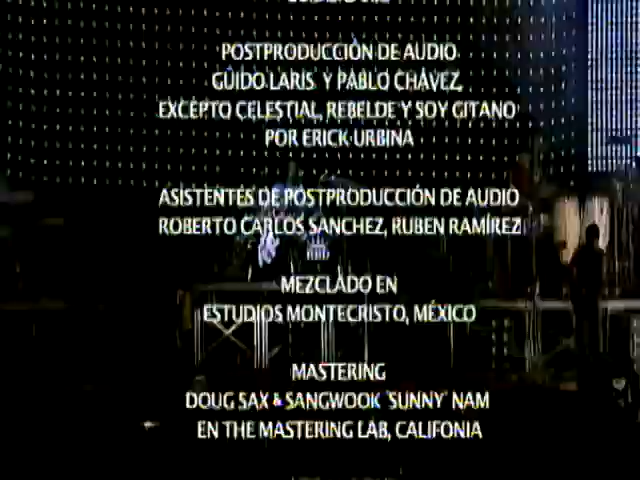 POSTPRODUCCIÓN DE AUDIO
GUIDO LARIS Y PABLO CHÁVEZ,
EXCEPTO CELESTIAL, REBELDE Y SOY GITANO
POR ERICK URBINA
ASISTENTES DE POSTPRODUCCIÓN DE AUDIO
ROBERTO CARLOS SANCHEZ, RUBEN RAMÍREZ
MEZCLADO EN
ESTUDIOS MONTECRISTO, MÉXICO
MASTERING
DOUG SAX & SANGWOOK 'SUNNY' NAM
EN THE MASTERING LAB, CALIFONIA